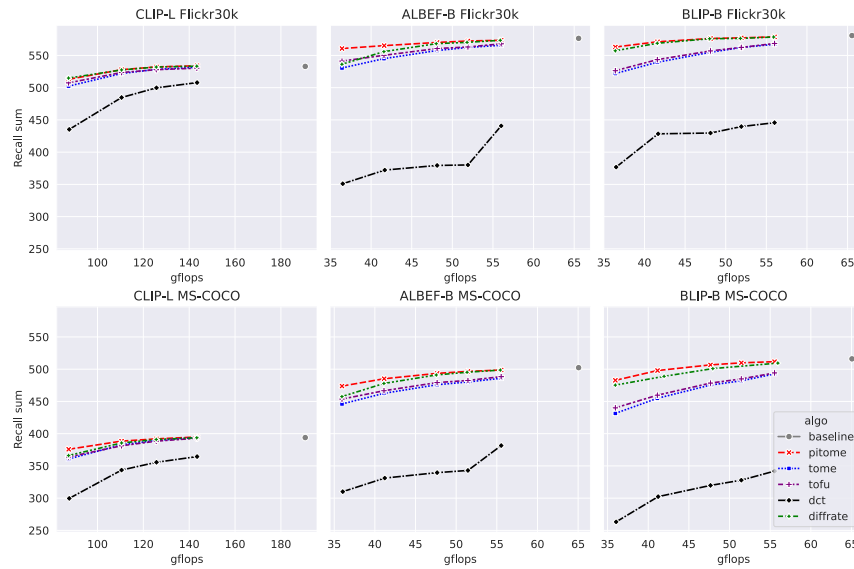 CLIP-L Flickr30k
ALBEF-B Flickr30k
BLIP-B Flickr30k
Recall sum
550
500
450
400
350
300
250
100 120 140 160 180
gflops
35 40 45 50 55 60 65
gflops
35 40 45 50 55 60 65
gflops
CLIP-L MS-COCO
ALBEF-B MS-COCO
BLIP-B MS-COCO
Recall sum
550
500
450
400
350
300
250
100 120 140 160 180
gflops
35 40 45 50 55 60 65
gflops
35 40 45 50 55 60 65
gflops
algo
baseline
pitome
tome
tofu
dct
diffrate